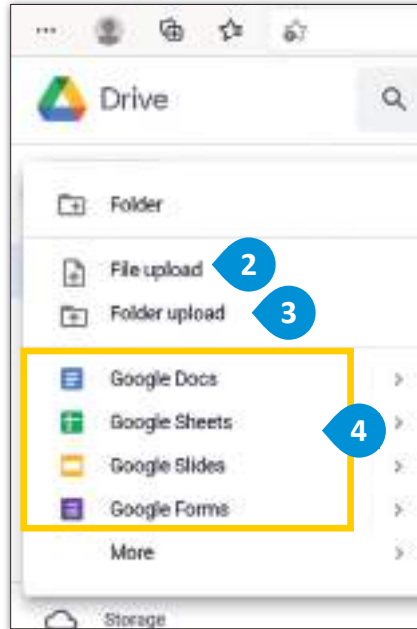 Drive
Folder
File upload 2
Folder upload 3
Google Docs
Google Sheets
4
Google Slides
Google Forms
More
Storage